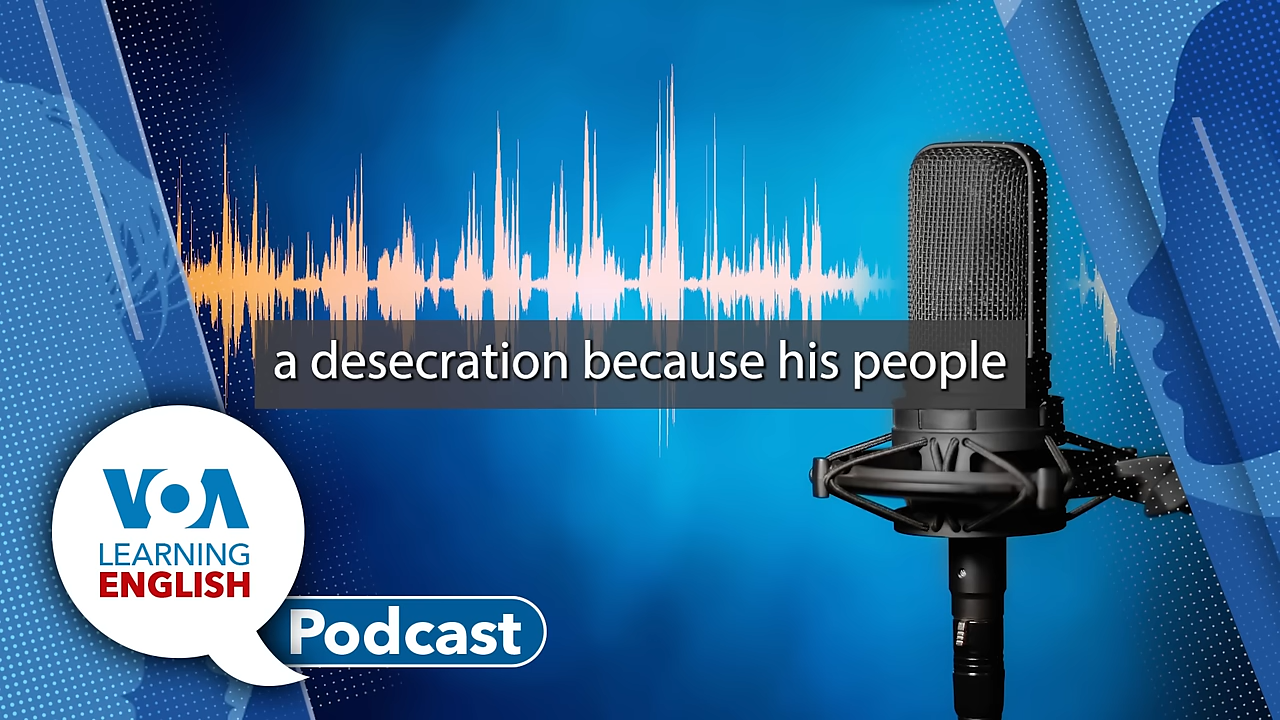 a desecration because his people
VOA
LEARNING
ENGLISH
Podcast